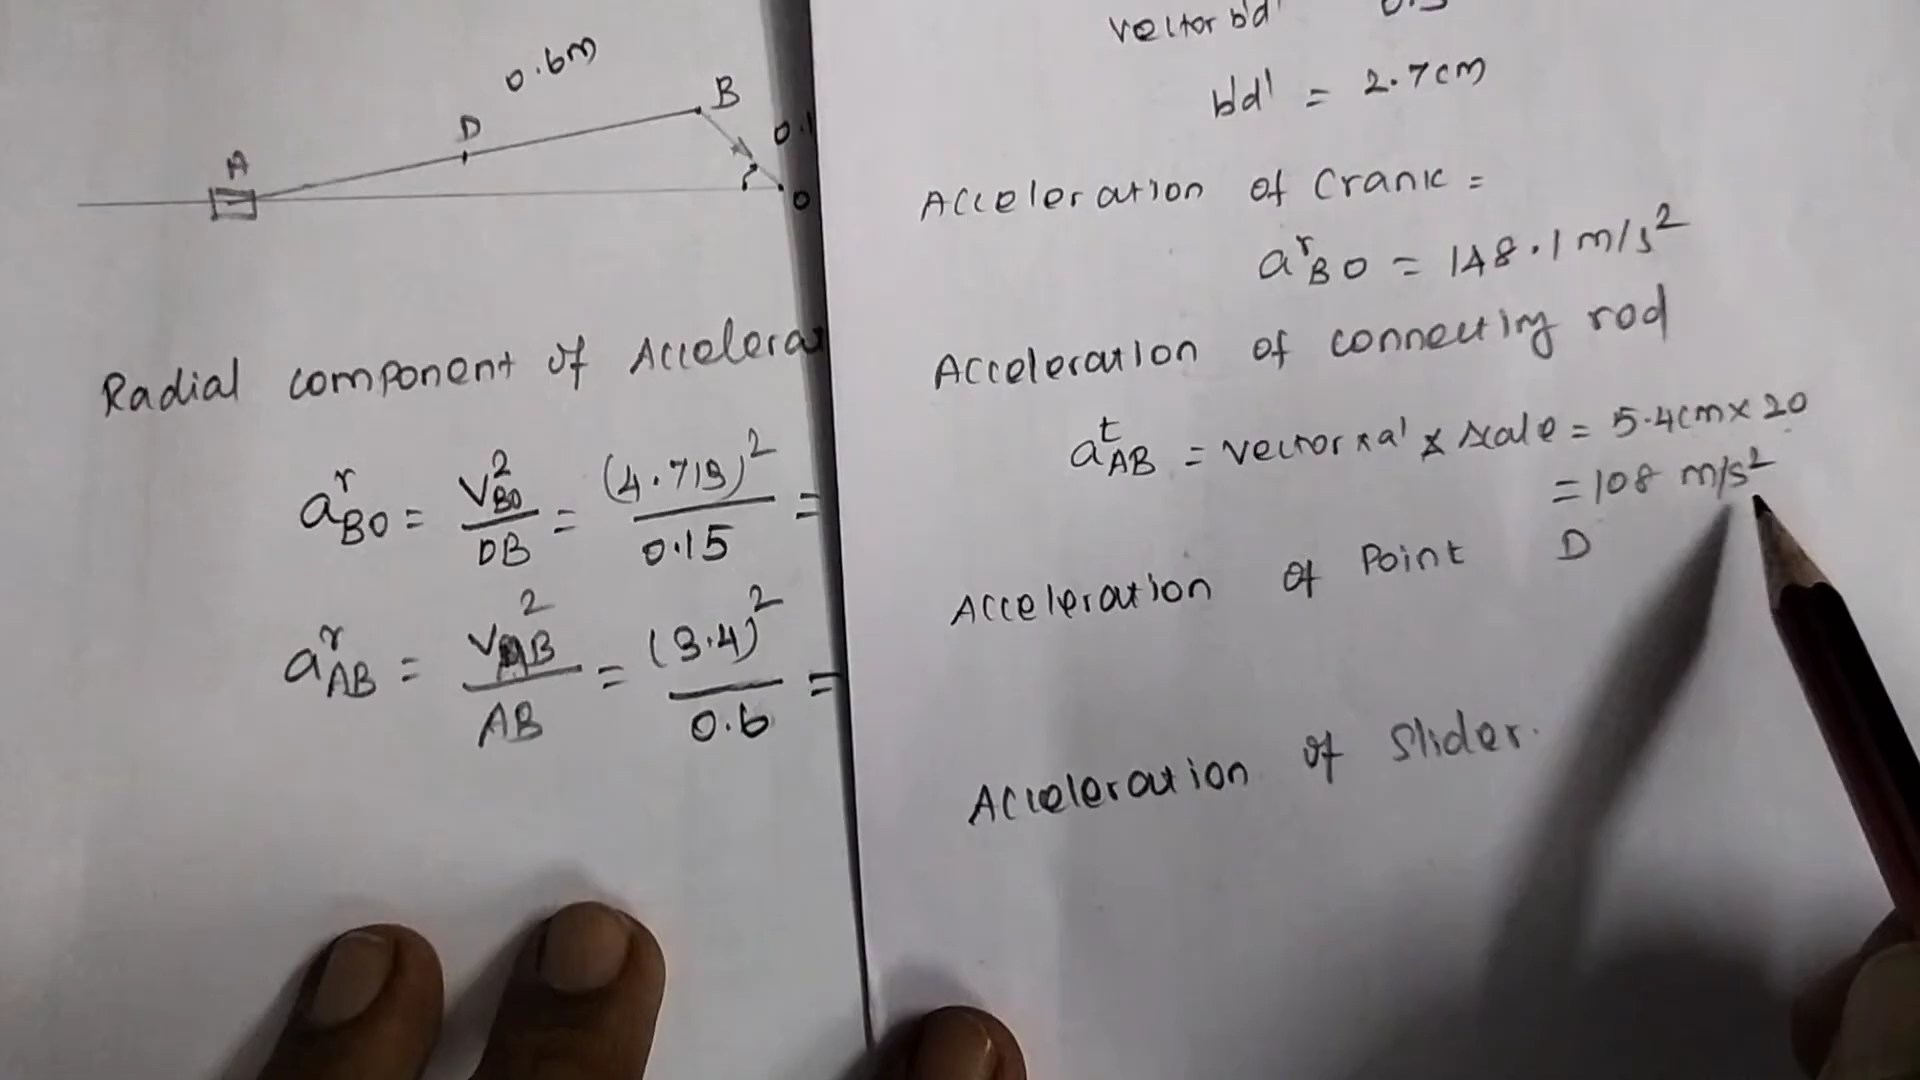 0.6m
B
D
A
0.1
O
Radial component of Accelera
a^r_BO = V²_BO / OB = (4.713)² / 0.15 =
a^r_AB = V²_AB / AB = (3.4)² / 0.6 =
vector b'd'
b'd' = 2.7cm
Acceleration of Crank =
a^r_BO = 148.1 m/s²
Acceleration of connecting rod
a^t_AB = vector xa' x scale = 5.4cm x 20
= 108 m/s²
Acceleration of Point D
Acceleration of Slider.